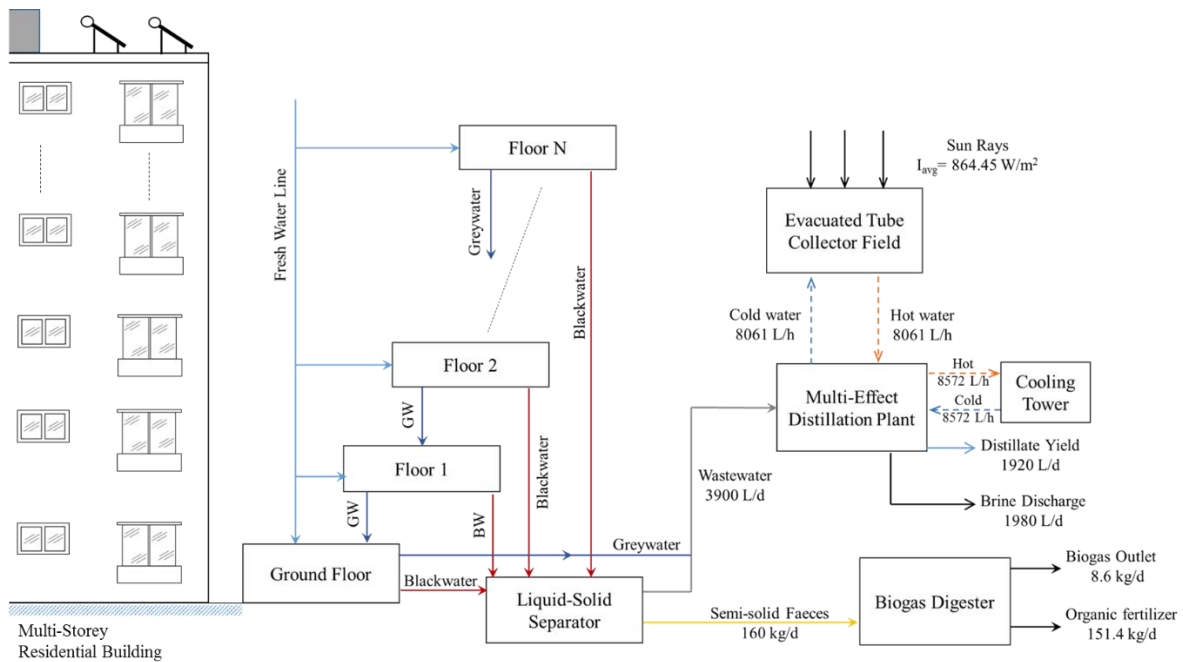 Floor N
Sun Rays
Iavg= 864.45 W/m²
Fresh Water Line
Greywater
Blackwater
Evacuated Tube
Collector Field
Cold water
8061 L/h
Hot water
8061 L/h
Floor 2
GW
Blackwater
Multi-Effect
Distillation Plant
Hot
8572 L/h
Cold
8572 L/h
Cooling
Tower
Floor 1
GW
BW
Wastewater
3900 L/d
Distillate Yield
1920 L/d
Brine Discharge
1980 L/d
Ground Floor
Greywater
Blackwater
Liquid-Solid
Separator
Semi-solid Faeces
160 kg/d
Biogas Digester
Biogas Outlet
8.6 kg/d
Organic fertilizer
151.4 kg/d
Multi-Storey
Residential Building